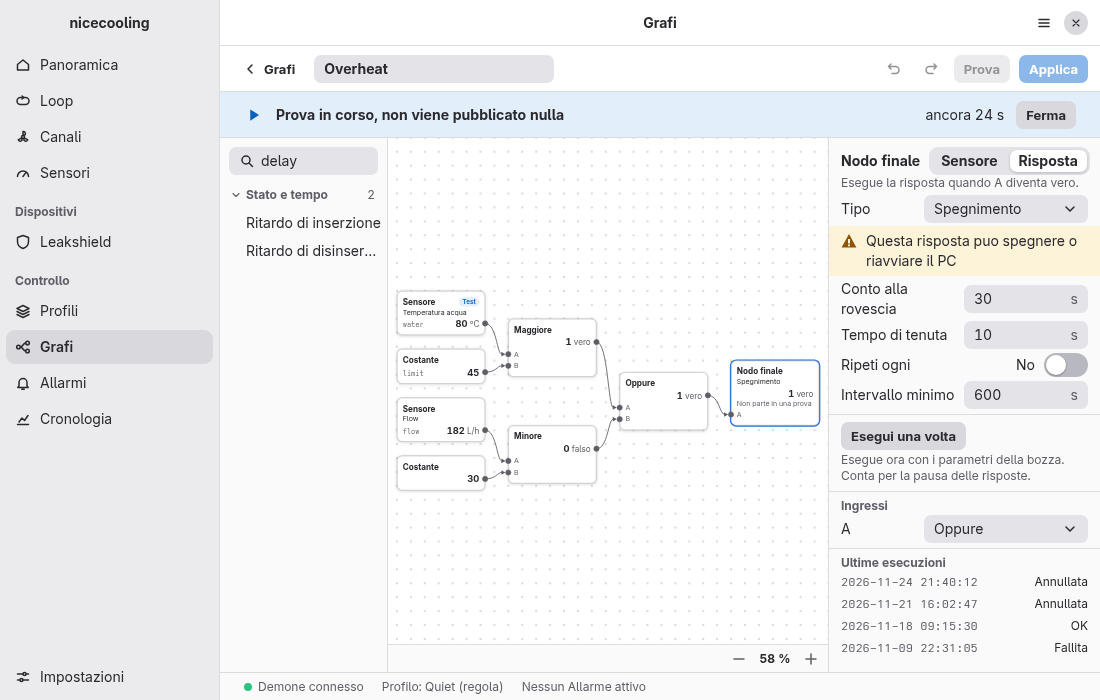 nicecooling
Grafi
Panoramica
Loop
Canali
Sensori
Dispositivi
Leakshield
Controllo
Profili
Grafi
Allarmi
Cronologia
Impostazioni
Grafi
Overheat
Prova
Applica
Prova in corso, non viene pubblicato nulla
ancora 24 s
Ferma
delay
Stato e tempo 2
Ritardo di inserzione
Ritardo di disinser...
Sensore Test
Temperatura acqua
water 80 °C
Costante
limit 45
Sensore
Flow
flow 182 L/h
Costante
30
Maggiore
1 vero
A
B
Minore
0 falso
A
B
Oppure
1 vero
A
B
Nodo finale
Spegnimento
1 vero
Non parte in una prova
A
58 %
Nodo finale
Sensore
Risposta
Esegue la risposta quando A diventa vero.
Tipo Spegnimento
Questa risposta puo spegnere o
riavviare il PC
Conto alla
rovescia
30 s
Tempo di tenuta 10 s
Ripeti ogni No
Intervallo minimo 600 s
Esegui una volta
Esegue ora con i parametri della bozza.
Conta per la pausa delle risposte.
Ingressi
A Oppure
Ultime esecuzioni
2026-11-24 21:40:12 Annullata
2026-11-21 16:02:47 Annullata
2026-11-18 09:15:30 OK
2026-11-09 22:31:05 Fallita
Demone connesso
Profilo: Quiet (regola)
Nessun Allarme attivo